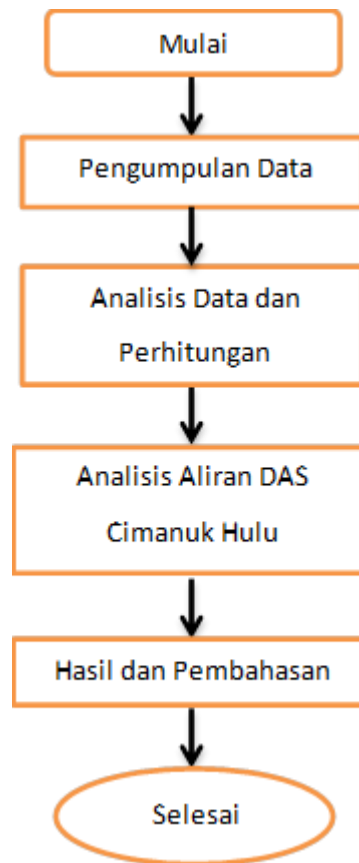 Mulai
Pengumpulan Data
Analisis Data dan
Perhitungan
Analisis Aliran DAS
Cimanuk Hulu
Hasil dan Pembahasan
Selesai